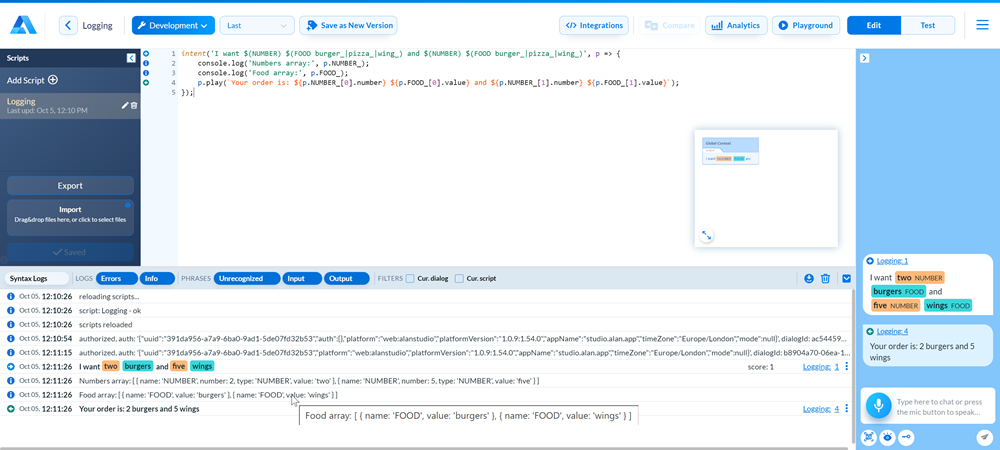 Logging
Development
Last
Save as New Version
Integrations
Compare
Analytics
Playground
Edit
Test
Scripts
Add Script
Logging
Last upd: Oct 5, 12:10 PM
Export
Import
Drag&drop files here, or click to select files
Saved
1 intent('I want $(NUMBER) $(FOOD burger_|pizza_|wing_) and $(NUMBER) $(FOOD burger_|pizza_|wing_)', p => {
2 console.log('Numbers array:', p.NUMBER_);
3 console.log('Food array:', p.FOOD_);
4 p.play(`Your order is: ${p.NUMBER_[0].number} ${p.FOOD_[0].value} and ${p.NUMBER_[1].number} ${p.FOOD_[1].value}`);
5 });
Global Context
Syntax Logs
LOGS
Errors
Info
PHRASES
Unrecognized
Input
Output
FILTERS
Cur. dialog
Cur. script
Oct 05, 12:10:26 reloading scripts...
Oct 05, 12:10:26 script: Logging - ok
Oct 05, 12:10:26 scripts reloaded
Oct 05, 12:10:54 authorized, auth: '{"uuid":"391da956-a7a9-6ba0-9ad1-5de07fd32b53","auth":{},"platform":"web:alanstudio","platformVersion":"1.0.9:1.54.0","appName":"studio.alan.app","timeZone":"Europe/London","mode":null}', dialogId: ac54459...
Oct 05, 12:11:15 authorized, auth: '{"uuid":"391da956-a7a9-6ba0-9ad1-5de07fd32b53","auth":{},"platform":"web:alanstudio","platformVersion":"1.0.9:1.54.0","appName":"studio.alan.app","timeZone":"Europe/London","mode":null}', dialogId: b8904a70-06ea-1...
Oct 05, 12:11:26 I want two burgers and five wings score: 1 Logging: 1
Oct 05, 12:11:26 Numbers array: [ { name: 'NUMBER', number: 2, type: 'NUMBER', value: 'two' }, { name: 'NUMBER', number: 5, type: 'NUMBER', value: 'five' } ]
Oct 05, 12:11:26 Food array: [ { name: 'FOOD', value: 'burgers' }, { name: 'FOOD', value: 'wings' } ]
Oct 05, 12:11:26 Your order is: 2 burgers and 5 wings Logging: 4
Food array: [ { name: 'FOOD', value: 'burgers' }, { name: 'FOOD', value: 'wings' } ]
Logging: 1
I want two NUMBER
burgers FOOD and
five NUMBER wings FOOD
Logging: 4
Your order is: 2 burgers and 5
wings
Type here to chat or press
the mic button to speak...